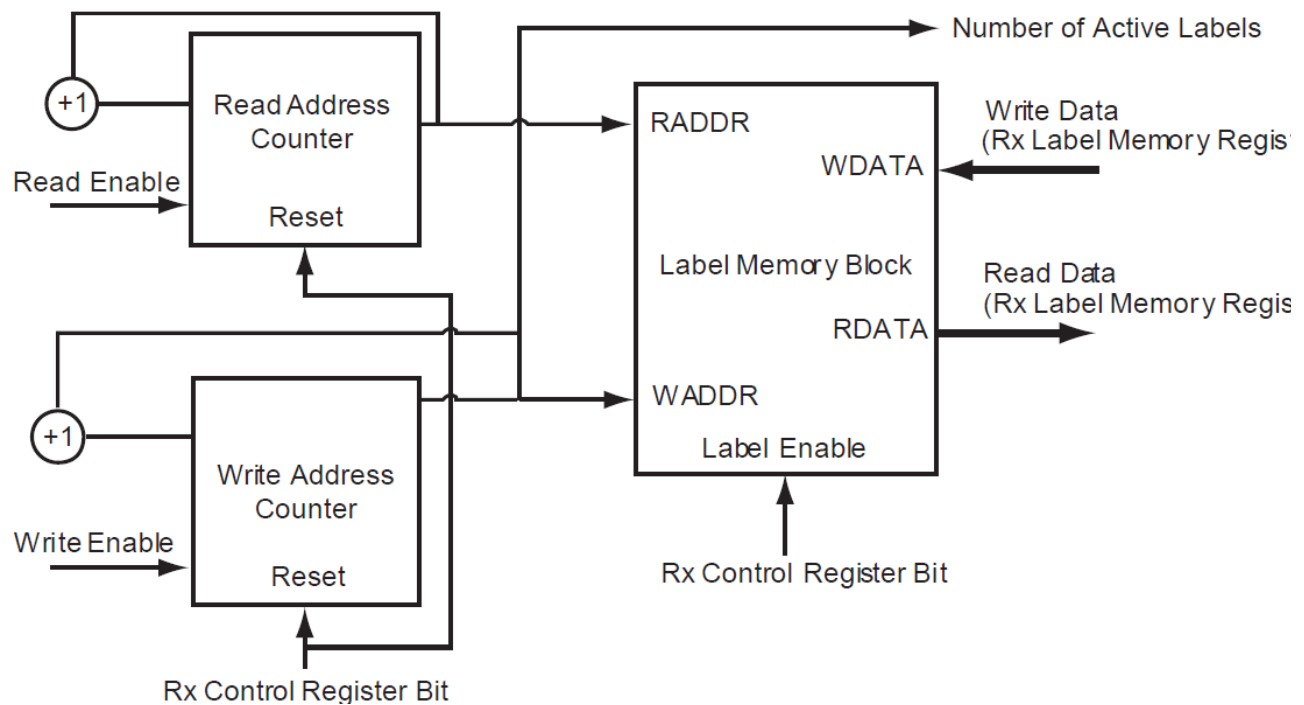 Number of Active Labels
+1
Read Address
Counter
RADDR
Write Data
(Rx Label Memory Regist
WDATA
Read Enable
Reset
Label Memory Block
Read Data
(Rx Label Memory Regist
RDATA
WADDR
+1
Label Enable
Write Address
Counter
Write Enable
Reset
Rx Control Register Bit
Rx Control Register Bit